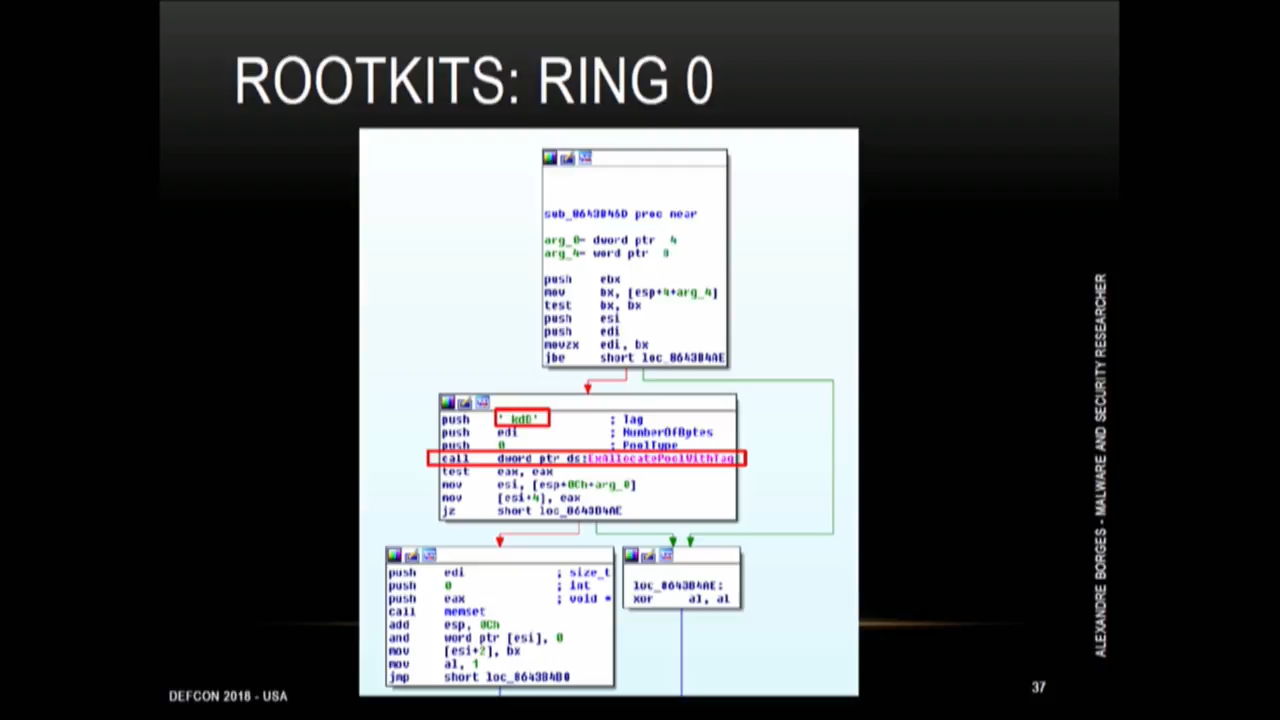 ROOTKITS: RING 0
sub_8643B46D proc near
arg_0= dword ptr 4
arg_4= word ptr 8
push ebx
mov bx, [esp+4+arg_4]
test bx, bx
push esi
push edi
movzx edi, bx
jbe short loc_8643B4AE
push ' kdD' ; Tag
push edi ; NumberOfBytes
push 0 ; PoolType
call dword ptr ds:ExAllocatePoolWithTag
test eax, eax
mov esi, [esp+0Ch+arg_0]
mov [esi+4], eax
jz short loc_8643B4AE
push edi ; size_t
push 0 ; int
push eax ; void *
call memset
add esp, 0Ch
and word ptr [esi], 0
mov [esi+2], bx
mov al, 1
jmp short loc_8643B4B0
loc_8643B4AE:
xor al, al
ALEXANDRE BORGES - MALWARE AND SECURITY RESEARCHER
DEFCON 2018 - USA
37